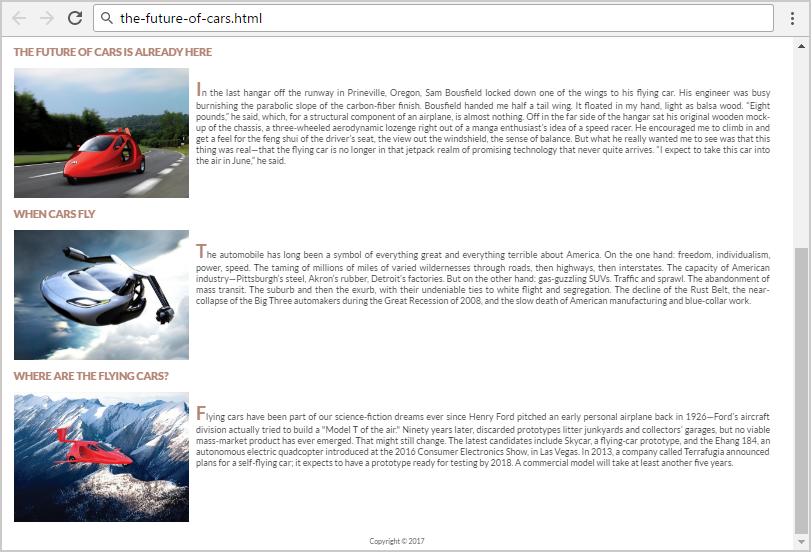 the-future-of-cars.html
THE FUTURE OF CARS IS ALREADY HERE
In the last hangar off the runway in Prineville, Oregon, Sam Bousfield locked down one of the wings to his flying car. His engineer was busy
burnishing the parabolic slope of the carbon-fiber finish. Bousfield handed me half a tail wing. It floated in my hand, light as balsa wood. “Eight
pounds,” he said, which, for a structural component of an airplane, is almost nothing. Off in the far side of the hangar sat his original wooden mock-
up of the chassis, a three-wheeled aerodynamic lozenge right out of a manga enthusiast’s idea of a speed racer. He encouraged me to climb in and
get a feel for the feng shui of the driver’s seat, the view out the windshield, the sense of balance. But what he really wanted me to see was that this
thing was real—that the flying car is no longer in that jetpack realm of promising technology that never quite arrives. “I expect to take this car into
the air in June,” he said.
WHEN CARS FLY
The automobile has long been a symbol of everything great and everything terrible about America. On the one hand: freedom, individualism,
power, speed. The taming of millions of miles of varied wildernesses through roads, then highways, then interstates. The capacity of American
industry—Pittsburgh’s steel, Akron’s rubber, Detroit’s factories. But on the other hand: gas-guzzling SUVs. Traffic and sprawl. The abandonment of
mass transit. The suburb and then the exurb, with their undeniable ties to white flight and segregation. The decline of the Rust Belt, the near-
collapse of the Big Three automakers during the Great Recession of 2008, and the slow death of American manufacturing and blue-collar work.
WHERE ARE THE FLYING CARS?
Flying cars have been part of our science-fiction dreams ever since Henry Ford pitched an early personal airplane back in 1926—Ford’s aircraft
division actually tried to build a "Model T of the air." Ninety years later, discarded prototypes litter junkyards and collectors’ garages, but no viable
mass-market product has ever emerged. That might still change. The latest candidates include Skycar, a flying-car prototype, and the Ehang 184, an
autonomous electric quadcopter introduced at the 2016 Consumer Electronics Show, in Las Vegas. In 2013, a company called Terrafugia announced
plans for a self-flying car; it expects to have a prototype ready for testing by 2018. A commercial model will take at least another five years.
Copyright © 2017